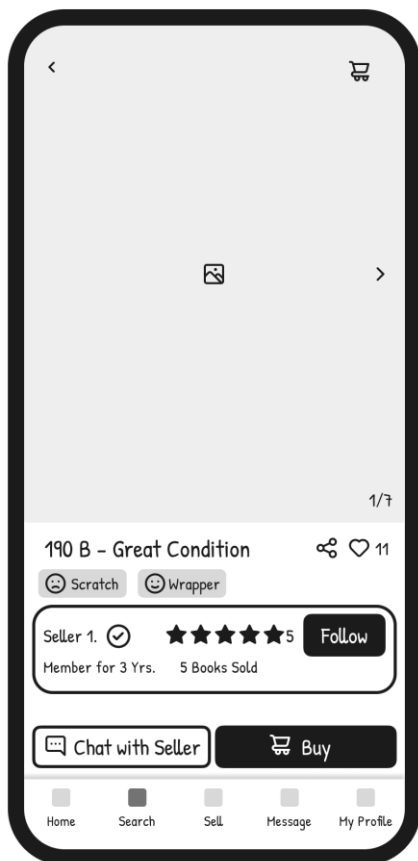 1/7
190 B - Great Condition 11
Scratch Wrapper
Seller 1. 5 Follow
Member for 3 Yrs. 5 Books Sold
Chat with Seller Buy
Home Search Sell Message My Profile